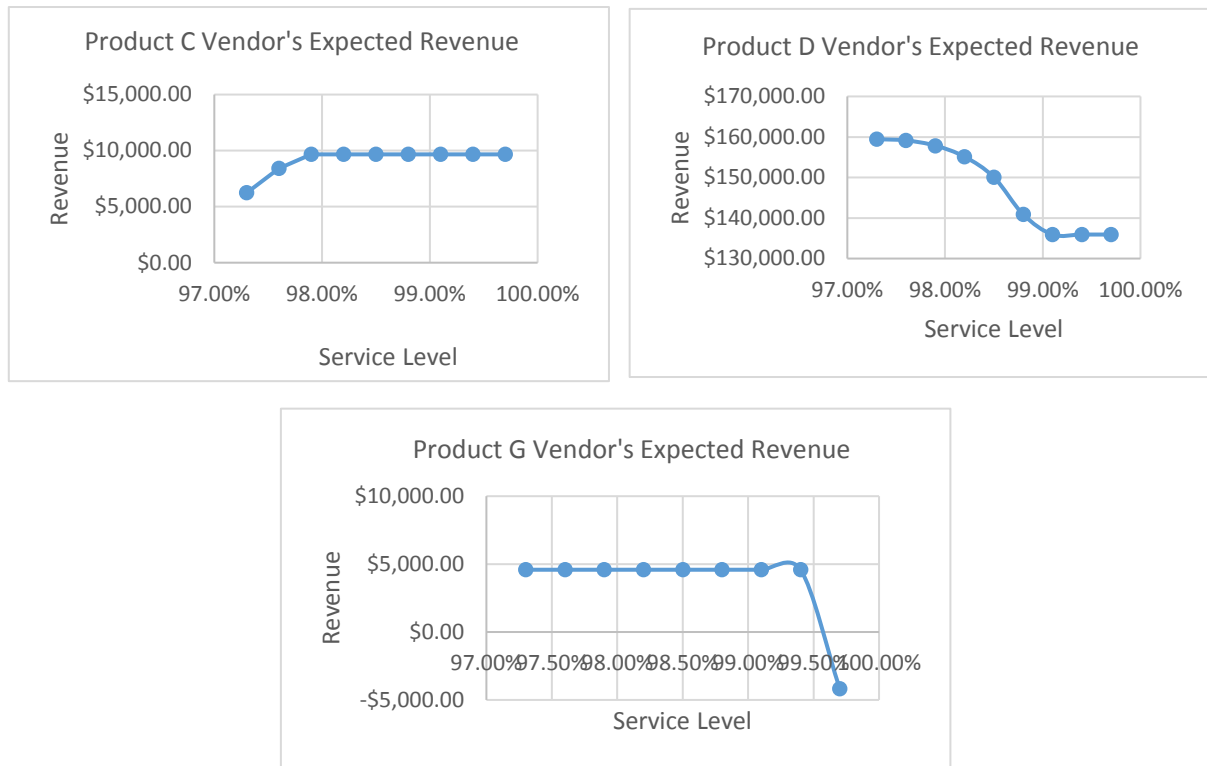 Product C Vendor's Expected Revenue
$15,000.00
$10,000.00
$5,000.00
$0.00
Revenue
97.00% 98.00% 99.00% 100.00%
Service Level
Product D Vendor's Expected Revenue
$170,000.00
$160,000.00
$150,000.00
$140,000.00
$130,000.00
Revenue
97.00% 98.00% 99.00% 100.00%
Service Level
Product G Vendor's Expected Revenue
$10,000.00
$5,000.00
$0.00
-$5,000.00
Revenue
97.00% 97.50% 98.00% 98.50% 99.00% 99.50% 100.00%
Service Level